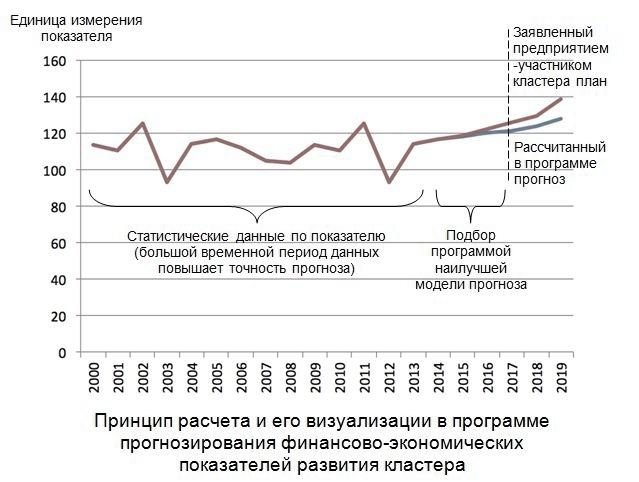 Единица измерения
показателя
Заявленный
предприятием
-участником
кластера план
160
140
120
100
80
60
40
20
0
Рассчитанный
в программе
прогноз
Статистические данные по показателю
(большой временной период данных
повышает точность прогноза)
Подбор
программой
наилучшей
модели прогноза
2000
2001
2002
2003
2004
2005
2006
2007
2008
2009
2010
2011
2012
2013
2014
2015
2016
2017
2018
2019
Принцип расчета и его визуализации в программе
прогнозирования финансово-экономических
показателей развития кластера